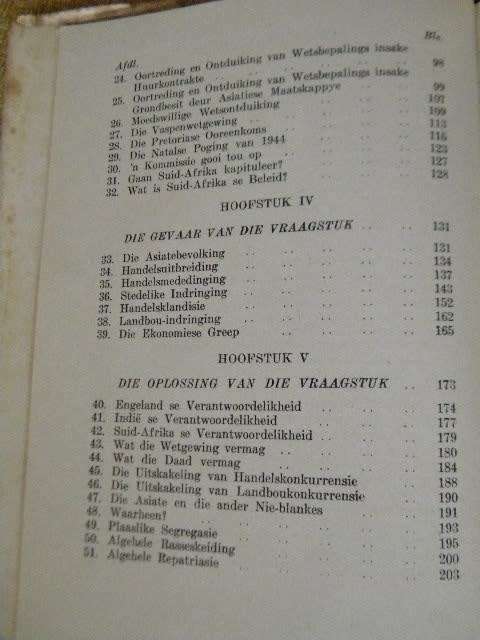 Afdl. Bl.
24. Oortreding en Ontduiking van Wetsbepalings insake
Huurkontrakte .. .. .. .. .. 98
25. Oortreding en Ontduiking van Wetsbepalings insake
Grondbesit deur Asiatiese Maatskappye .. 99
26. Moedswillige Wetsontduiking .. .. .. 107
27. Die Vaspenwetgewing .. .. .. .. 109
28. Die Pretoriase Ooreenkoms .. .. .. 113
29. Die Natalse Poging van 1944 .. .. .. 116
30. 'n Kommissie gooi tou op .. .. .. 123
31. Gaan Suid-Afrika kapituleer? .. .. .. 127
32. Wat is Suid-Afrika se Beleid? .. .. .. 128
HOOFSTUK IV
DIE GEVAAR VAN DIE VRAAGSTUK .. .. 131
33. Die Asiatebevolking .. .. .. .. 131
34. Handelsuitbreiding .. .. .. .. 134
35. Handelsmededinging .. .. .. .. 137
36. Stedelike Indringing .. .. .. .. 143
37. Handelsklandisie .. .. .. .. 152
38. Landbou-indringing .. .. .. .. 162
39. Die Ekonomiese Greep .. .. .. .. 165
HOOFSTUK V
DIE OPLOSSING VAN DIE VRAAGSTUK .. 173
40. Engeland se Verantwoordelikheid .. .. 174
41. Indië se Verantwoordelikheid .. .. .. 177
42. Suid-Afrika se Verantwoordelikheid .. .. 179
43. Wat die Wetgewing vermag .. .. .. 180
44. Wat die Daad vermag .. .. .. .. 184
45. Die Uitskakeling van Handelskonkurrensie .. 188
46. Die Uitskakeling van Landboukonkurrensie .. 190
47. Die Asiate en die ander Nie-blankes .. .. 191
48. Waarheen? .. .. .. .. .. 193
49. Plaaslike Segregasie .. .. .. .. 195
50. Algehele Rasseskeiding .. .. .. .. 200
51. Algehele Repatriasie .. .. .. .. 203